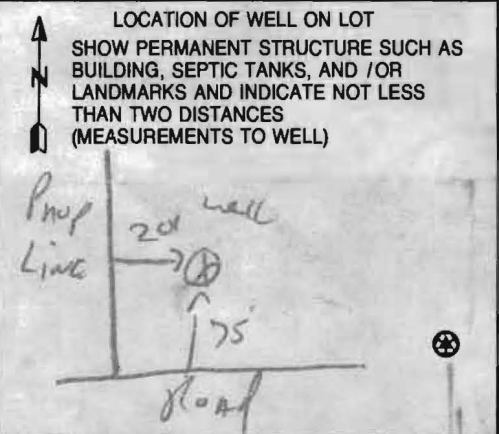 LOCATION OF WELL ON LOT
SHOW PERMANENT STRUCTURE SUCH AS
BUILDING, SEPTIC TANKS, AND /OR
LANDMARKS AND INDICATE NOT LESS
THAN TWO DISTANCES
(MEASUREMENTS TO WELL)
N
Prop
Line
20'
well
75'
Road